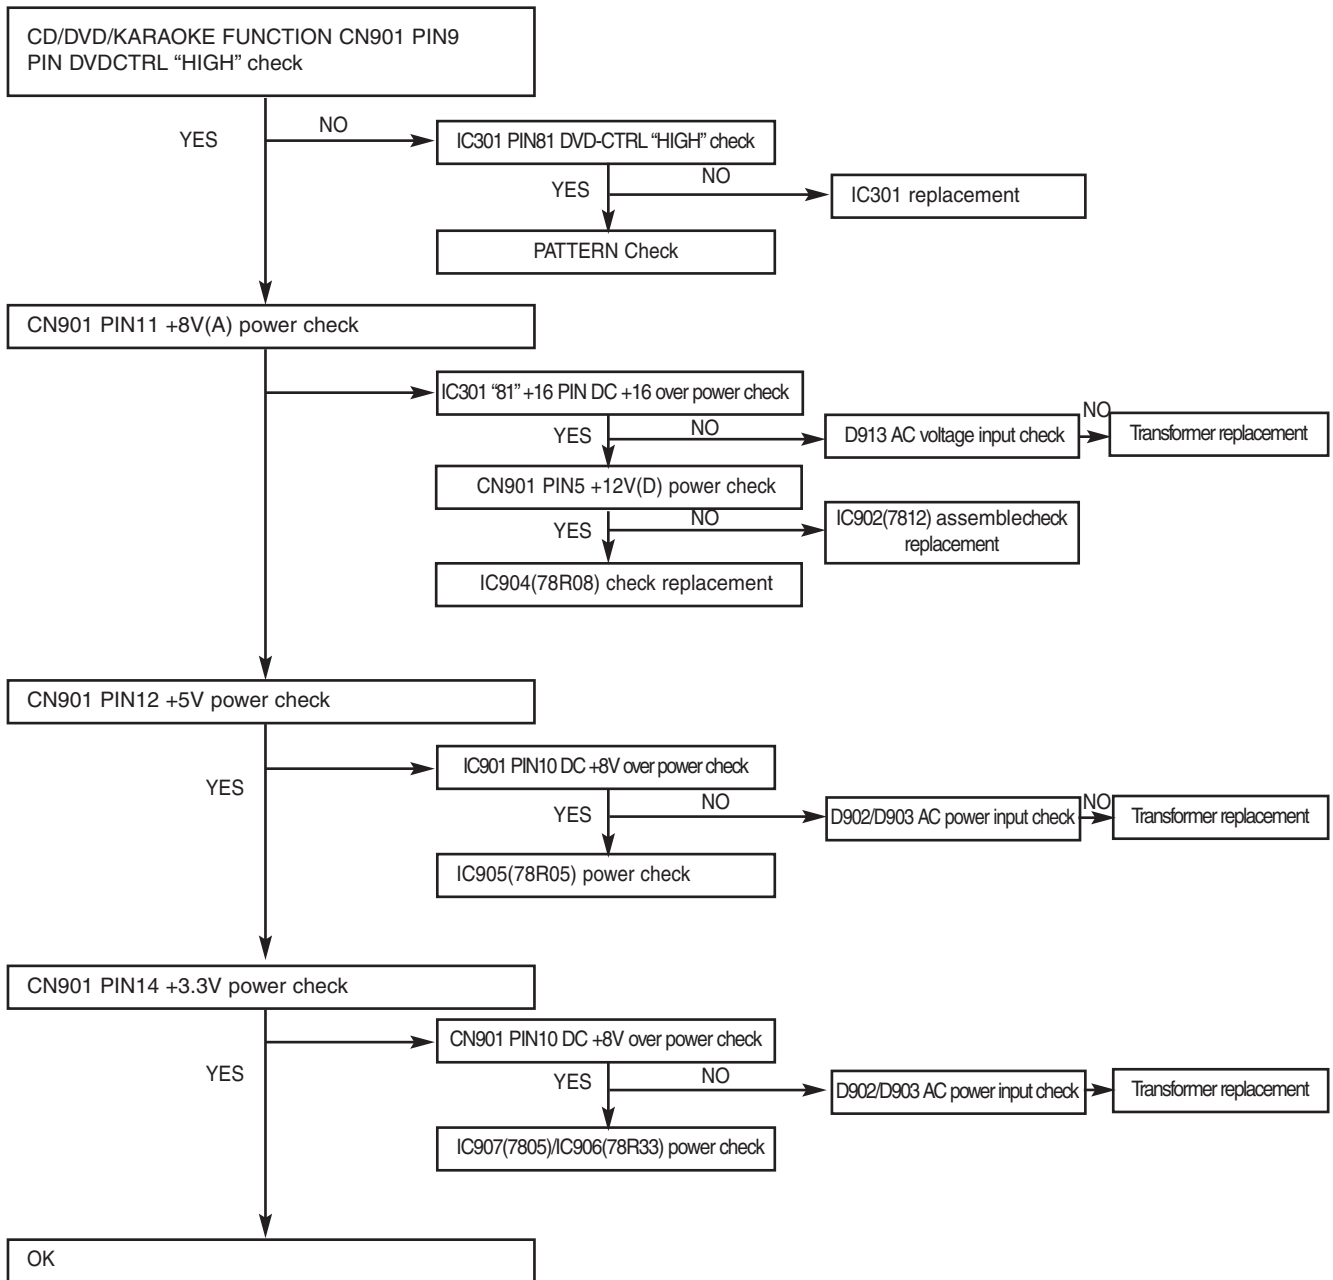 CD/DVD/KARAOKE FUNCTION CN901 PIN9
PIN DVDCTRL “HIGH” check
YES
NO
IC301 PIN81 DVD-CTRL “HIGH” check
YES
NO
IC301 replacement
PATTERN Check
CN901 PIN11 +8V(A) power check
IC301 “81” +16 PIN DC +16 over power check
YES
NO
D913 AC voltage input check
NO
Transformer replacement
CN901 PIN5 +12V(D) power check
YES
NO
IC902(7812) assemblecheck
replacement
IC904(78R08) check replacement
CN901 PIN12 +5V power check
YES
IC901 PIN10 DC +8V over power check
YES
NO
D902/D903 AC power input check
NO
Transformer replacement
IC905(78R05) power check
CN901 PIN14 +3.3V power check
YES
CN901 PIN10 DC +8V over power check
YES
NO
D902/D903 AC power input check
Transformer replacement
IC907(7805)/IC906(78R33) power check
OK